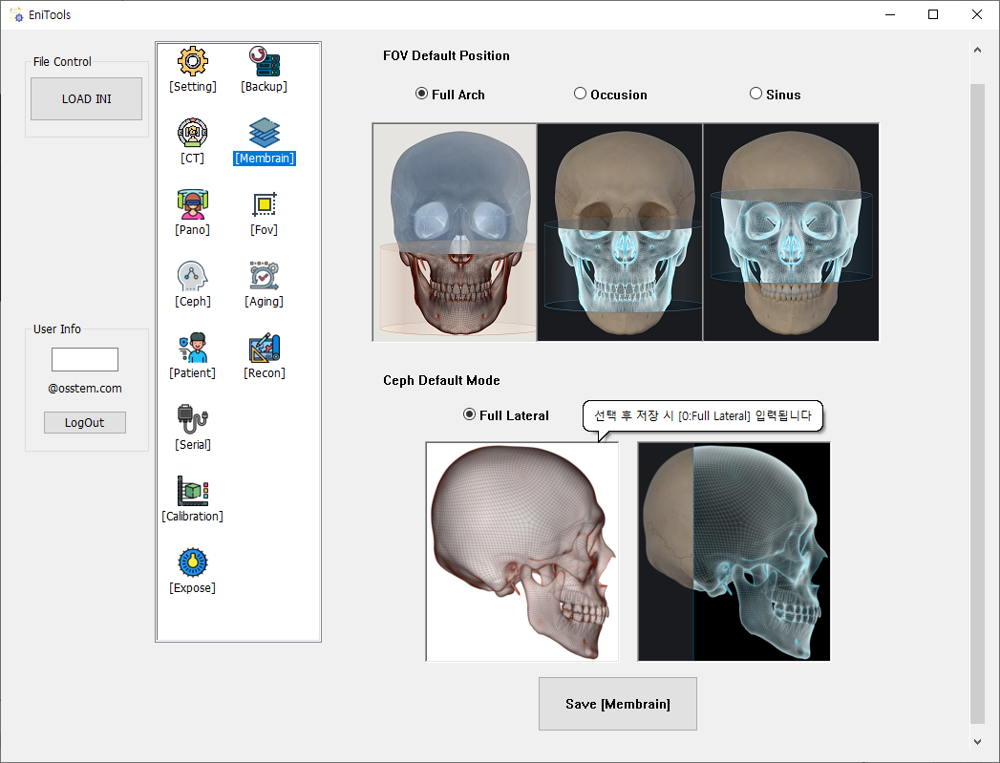 EniTools
File Control
LOAD INI
User Info
@osstem.com
LogOut
[Setting]
[Backup]
[CT]
[Membrain]
[Pano]
[Fov]
[Ceph]
[Aging]
[Patient]
[Recon]
[Serial]
[Calibration]
[Expose]
FOV Default Position
Full Arch
Occusion
Sinus
Ceph Default Mode
Full Lateral
선택 후 저장 시 [0:Full Lateral] 입력됩니다
Save [Membrain]